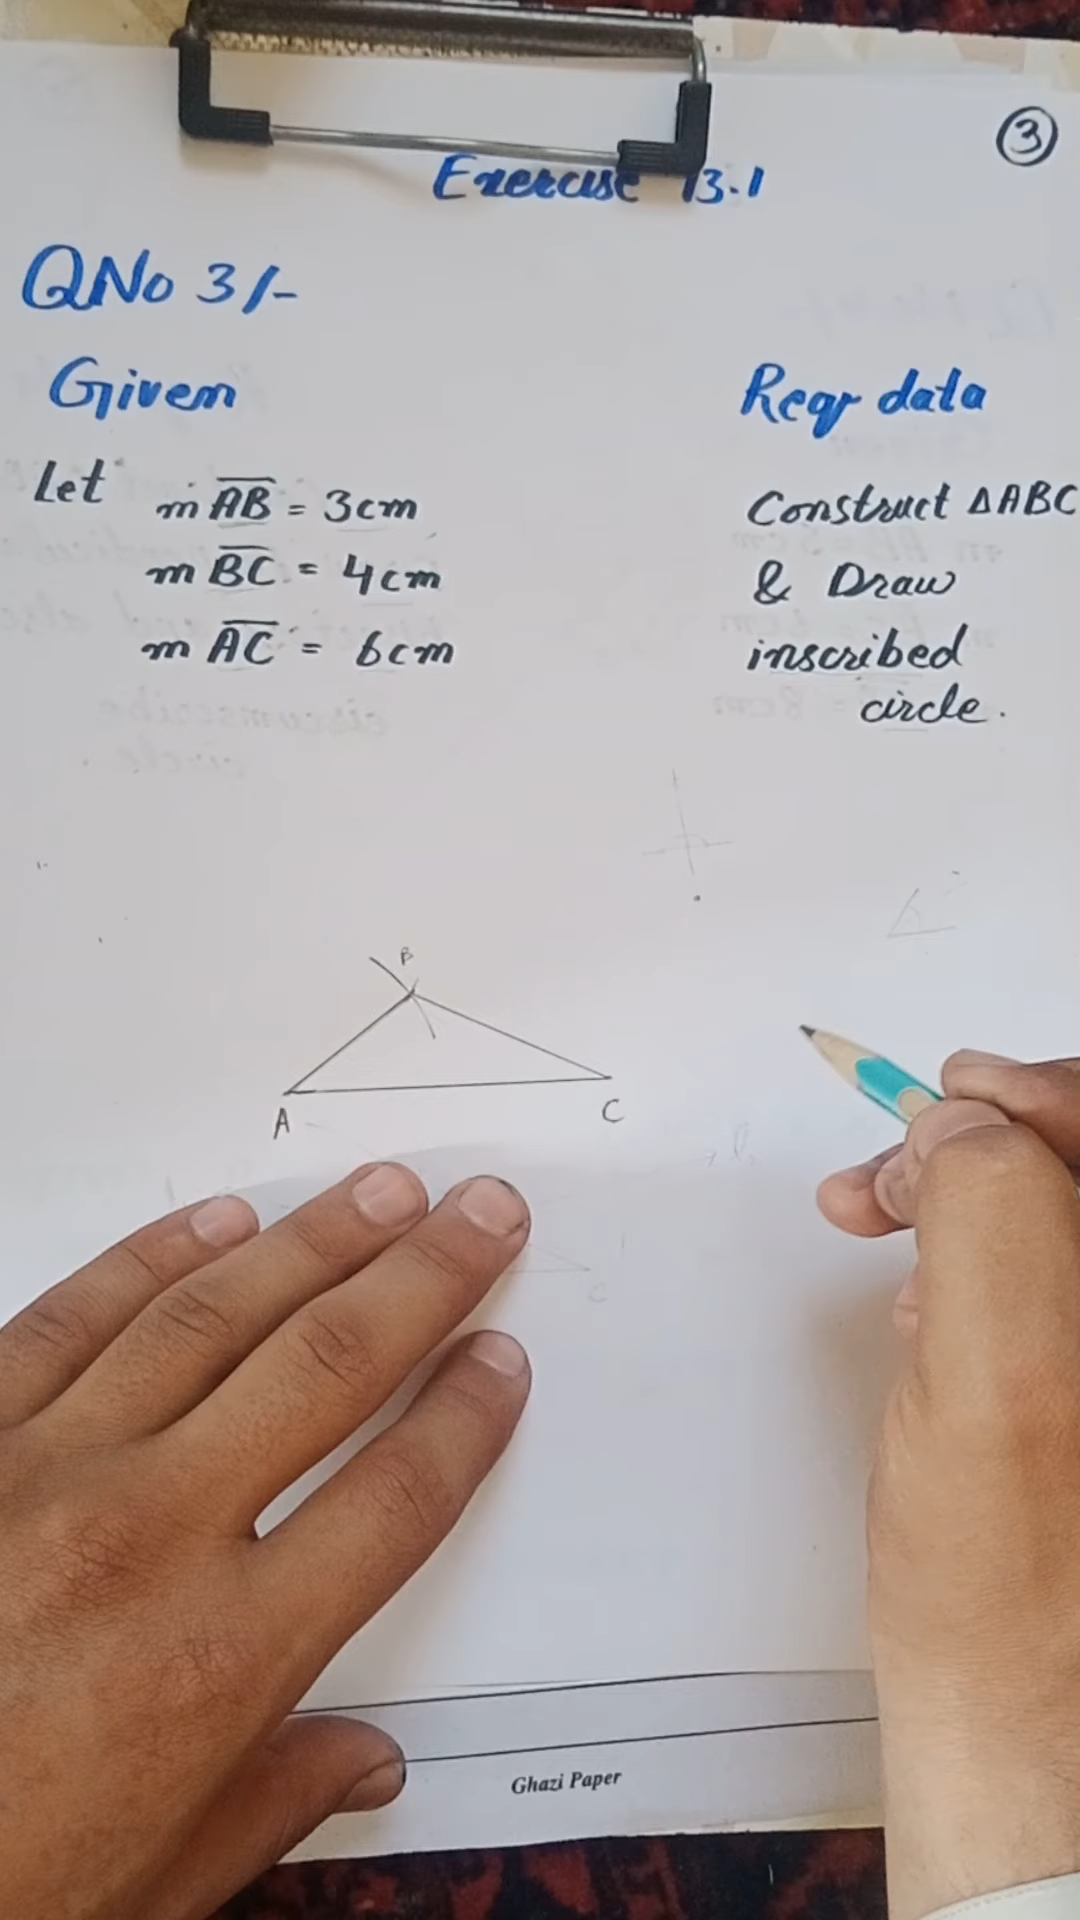 3
Exercise 13.1
QNo 3/-
Given
Reqr data
Let m AB = 3cm
m BC = 4cm
m AC = 6cm
Construct ΔABC
& Draw
inscribed
circle.
B
A
C
C
Ghazi Paper